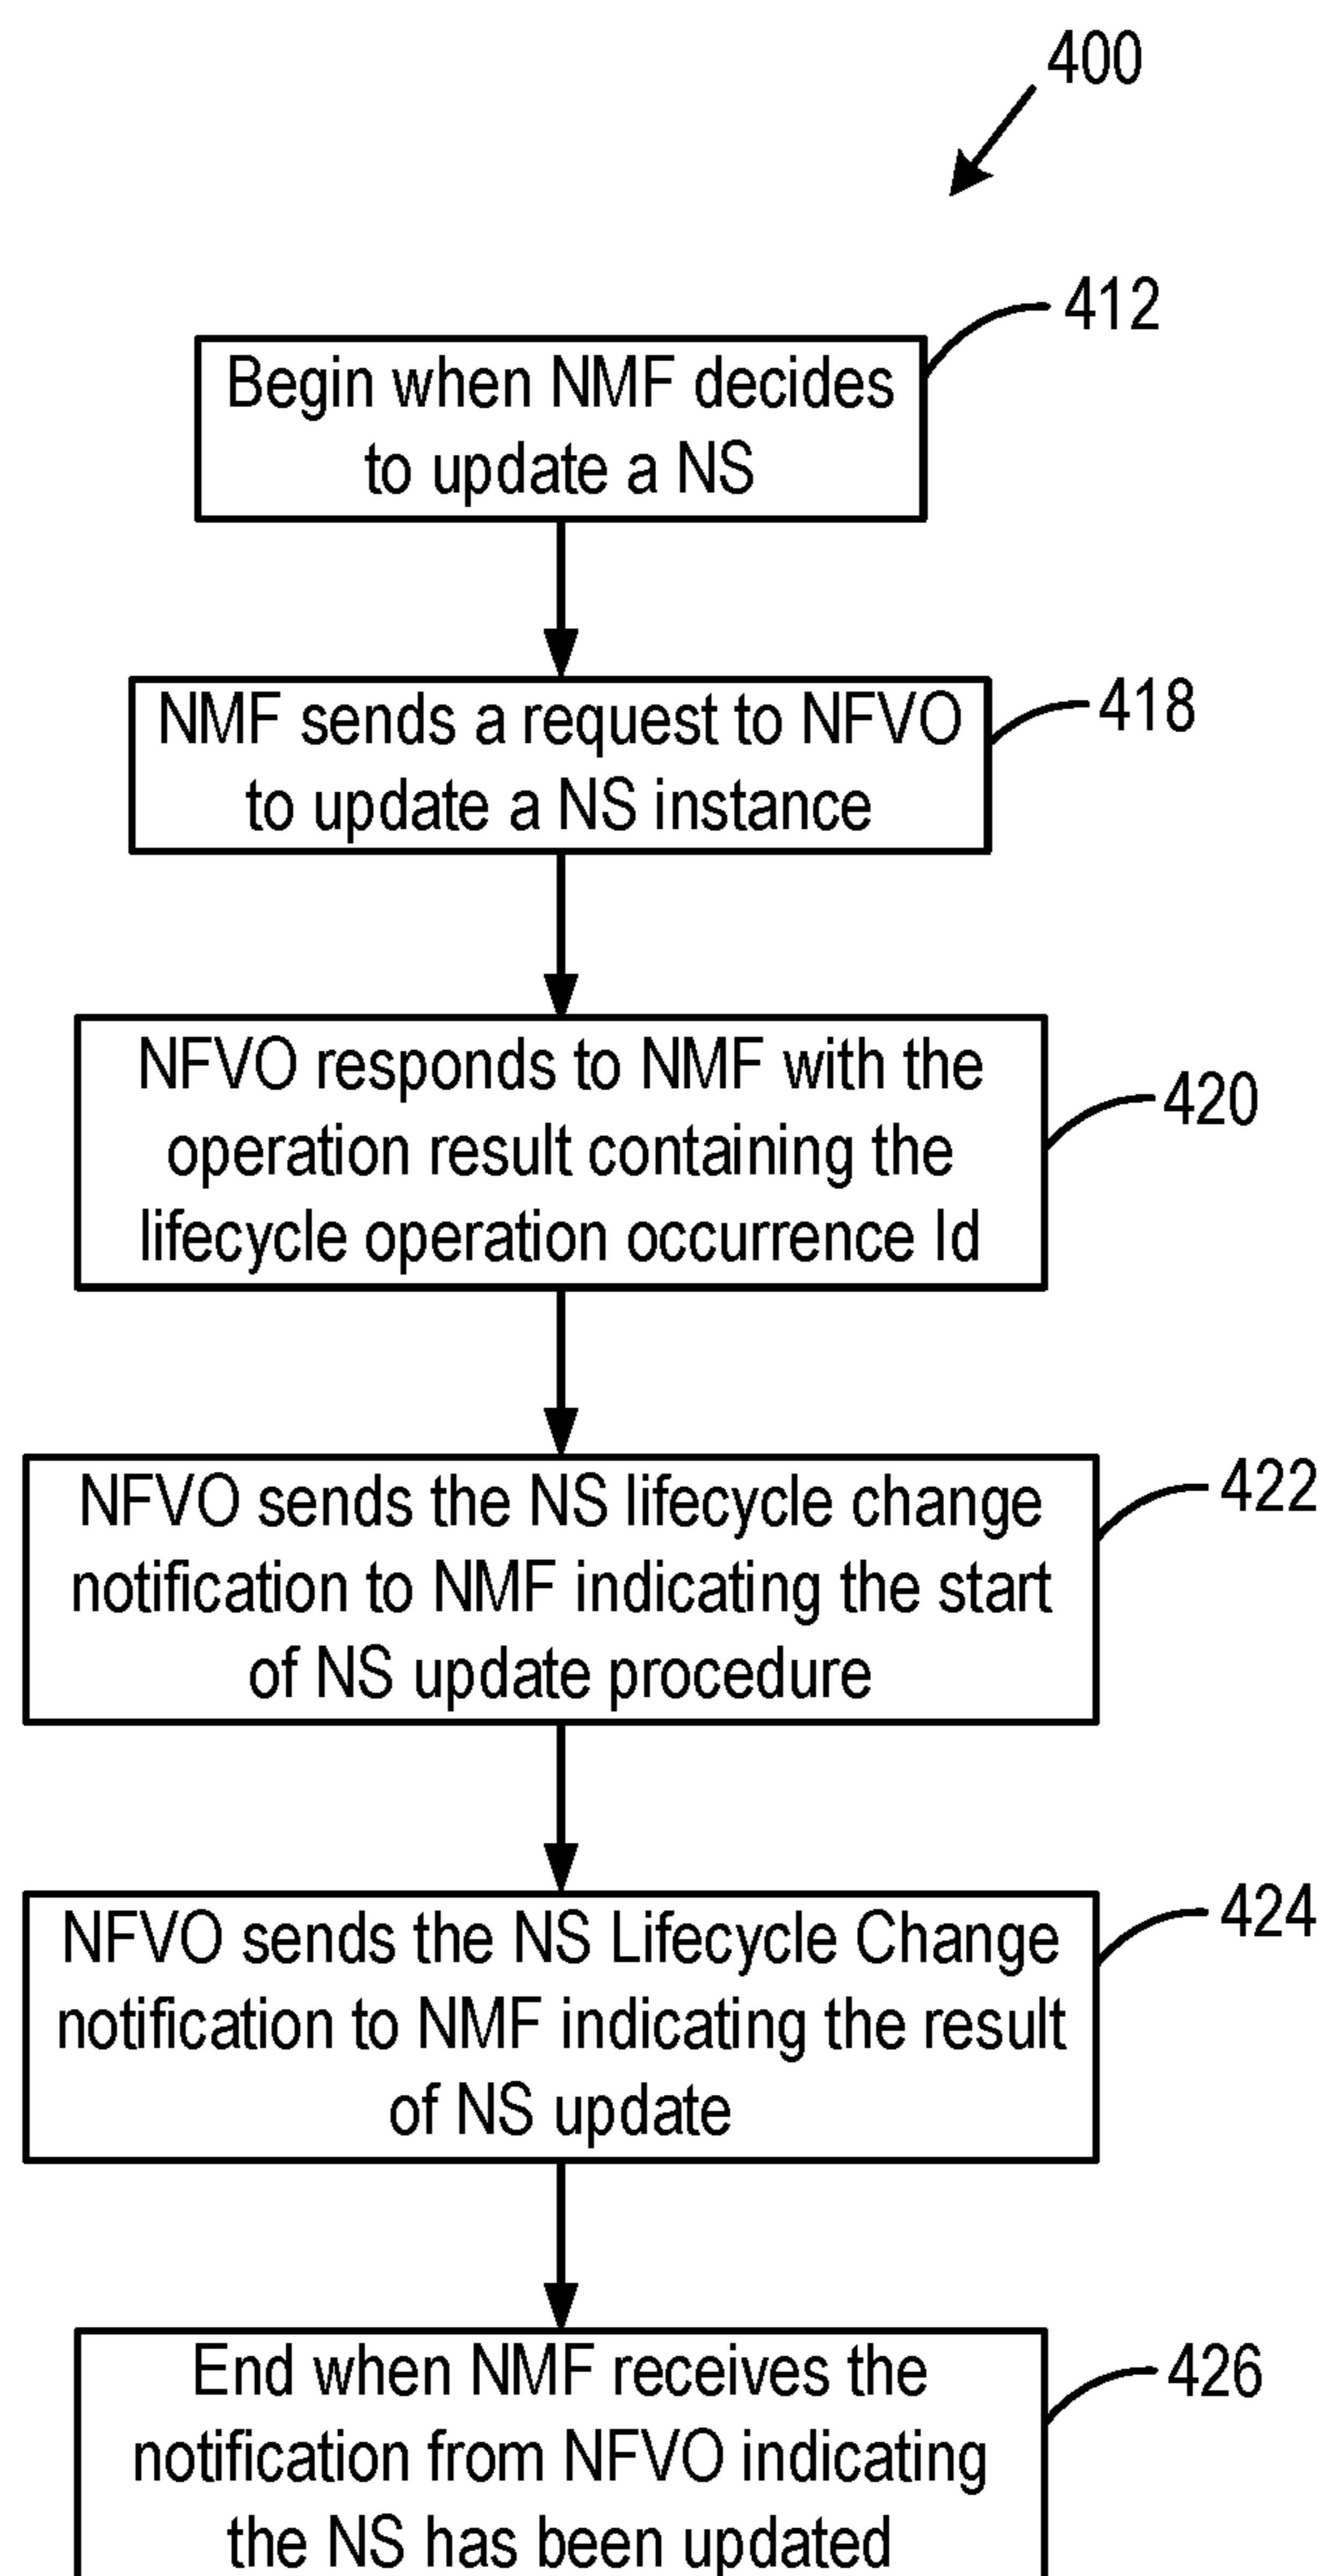 400
412
Begin when NMF decides
to update a NS
418
NMF sends a request to NFVO
to update a NS instance
420
NFVO responds to NMF with the
operation result containing the
lifecycle operation occurrence Id
422
NFVO sends the NS lifecycle change
notification to NMF indicating the start
of NS update procedure
424
NFVO sends the NS Lifecycle Change
notification to NMF indicating the result
of NS update
426
End when NMF receives the
notification from NFVO indicating
the NS has been updated